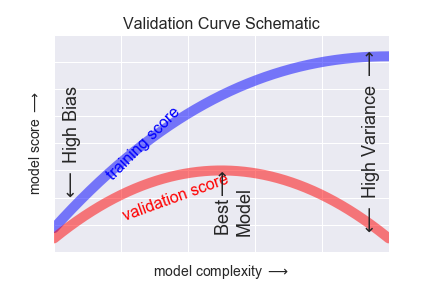 Validation Curve Schematic
model score ⟶
⟵ High Bias
training score
validation score
Best ⟶
Model
⟵ High Variance ⟶
model complexity ⟶